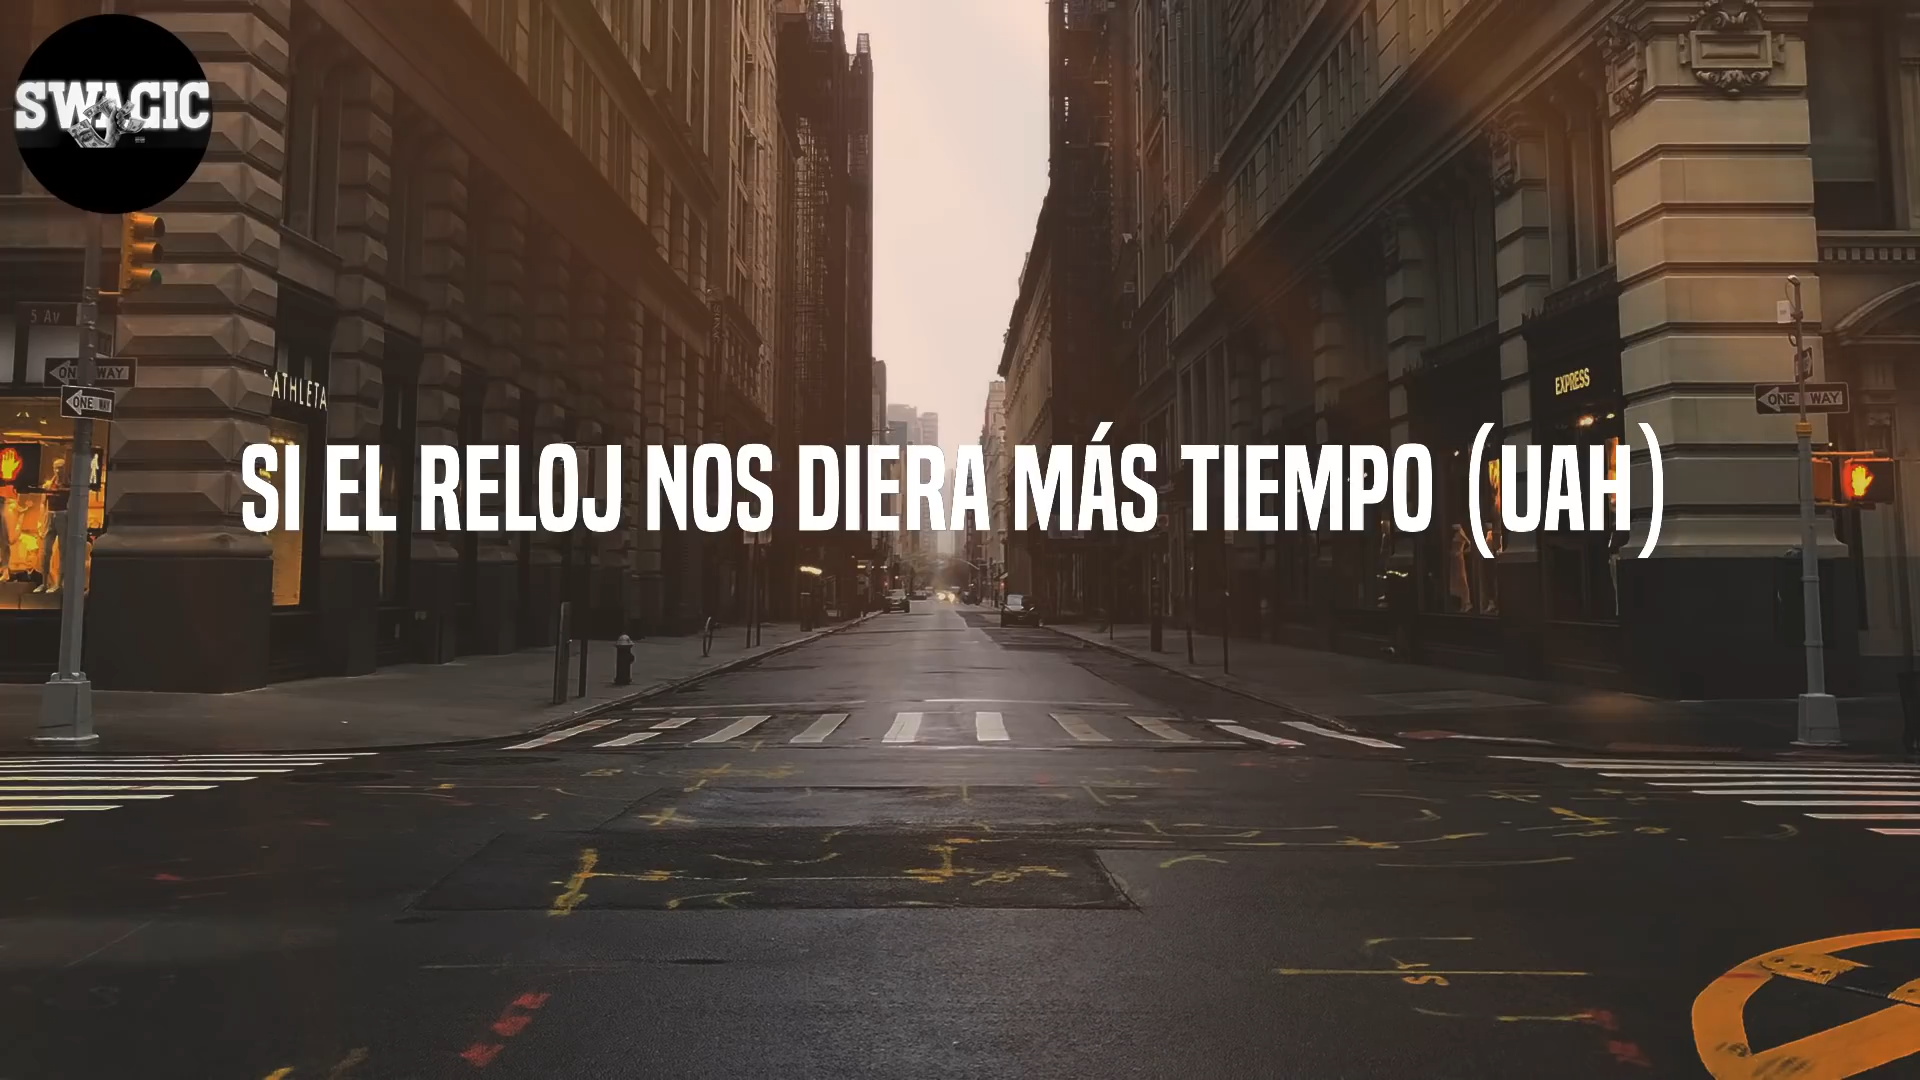 SWAGIC
5 Av
ONE WAY
ONE WAY
ATHLETA
EXPRESS
ONE WAY
SI EL RELOJ NOS DIERA MÁS TIEMPO (UAH)